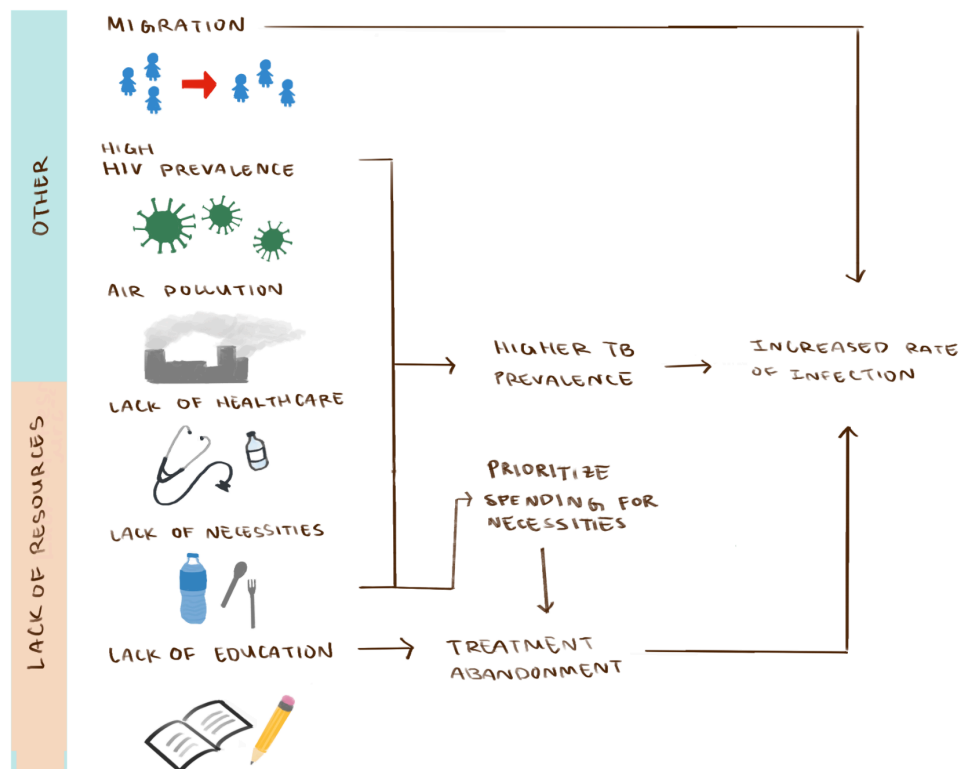 MIGRATION
HIGH
HIV PREVALENCE
AIR POLLUTION
LACK OF HEALTHCARE
LACK OF NECESSITIES
LACK OF EDUCATION
OTHER
LACK OF RESOURCES
HIGHER TB
PREVALENCE
PRIORITIZE
SPENDING FOR
NECESSITIES
TREATMENT
ABANDONMENT
INCREASED RATE
OF INFECTION